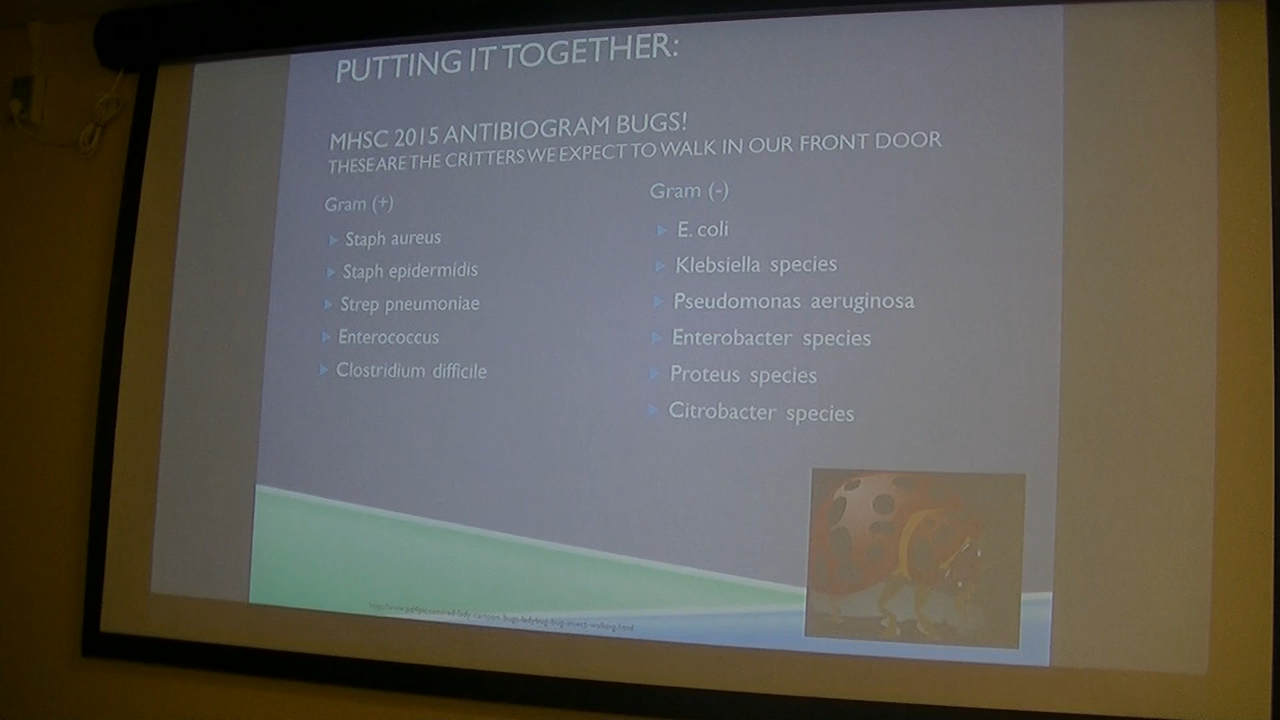 PUTTING IT TOGETHER:
MHSC 2015 ANTIBIOGRAM BUGS!
THESE ARE THE CRITTERS WE EXPECT TO WALK IN OUR FRONT DOOR
Gram (+)
Staph aureus
Staph epidermidis
Strep pneumoniae
Enterococcus
Clostridium difficile
Gram (-)
E. coli
Klebsiella species
Pseudomonas aeruginosa
Enterobacter species
Proteus species
Citrobacter species